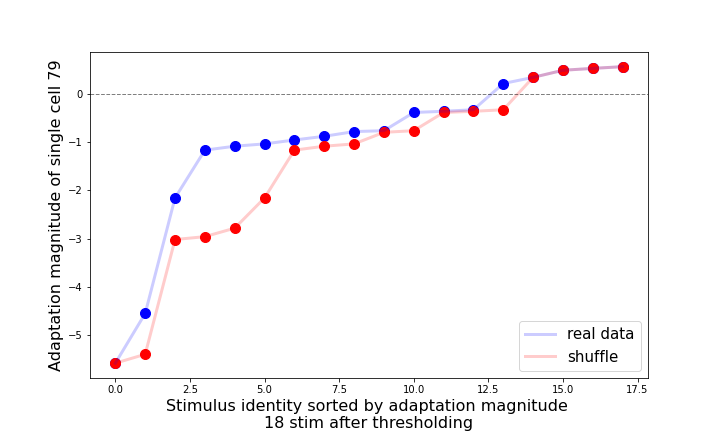 Adaptation magnitude of single cell 79
0
−1
−2
−3
−4
−5
0.0 2.5 5.0 7.5 10.0 12.5 15.0 17.5
real data
shuffle
Stimulus identity sorted by adaptation magnitude
18 stim after thresholding